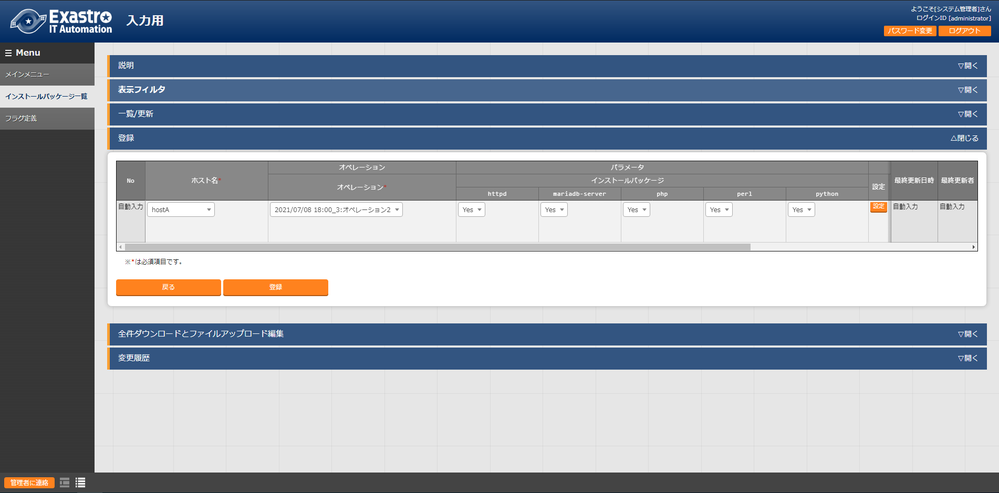 Exastro
IT Automation
入力用
ようこそ[システム管理者]さん
ログインID [administrator]
パスワード変更
ログアウト
Menu
メインメニュー
インストールパッケージ一覧
フラグ定義
説明
▽開く
表示フィルタ
▽開く
一覧/更新
▽開く
登録
△閉じる
No
ホスト名*
オペレーション
オペレーション*
パラメータ
インストールパッケージ
httpd
mariadb-server
php
perl
python
設定
最終更新日時
最終更新者
自動入力
hostA
2021/07/08 18:00_3:オペレーション2
Yes
Yes
Yes
Yes
Yes
設定
自動入力
自動入力
※*は必須項目です。
戻る
登録
全件ダウンロードとファイルアップロード編集
▽開く
変更履歴
▽開く
管理者に連絡